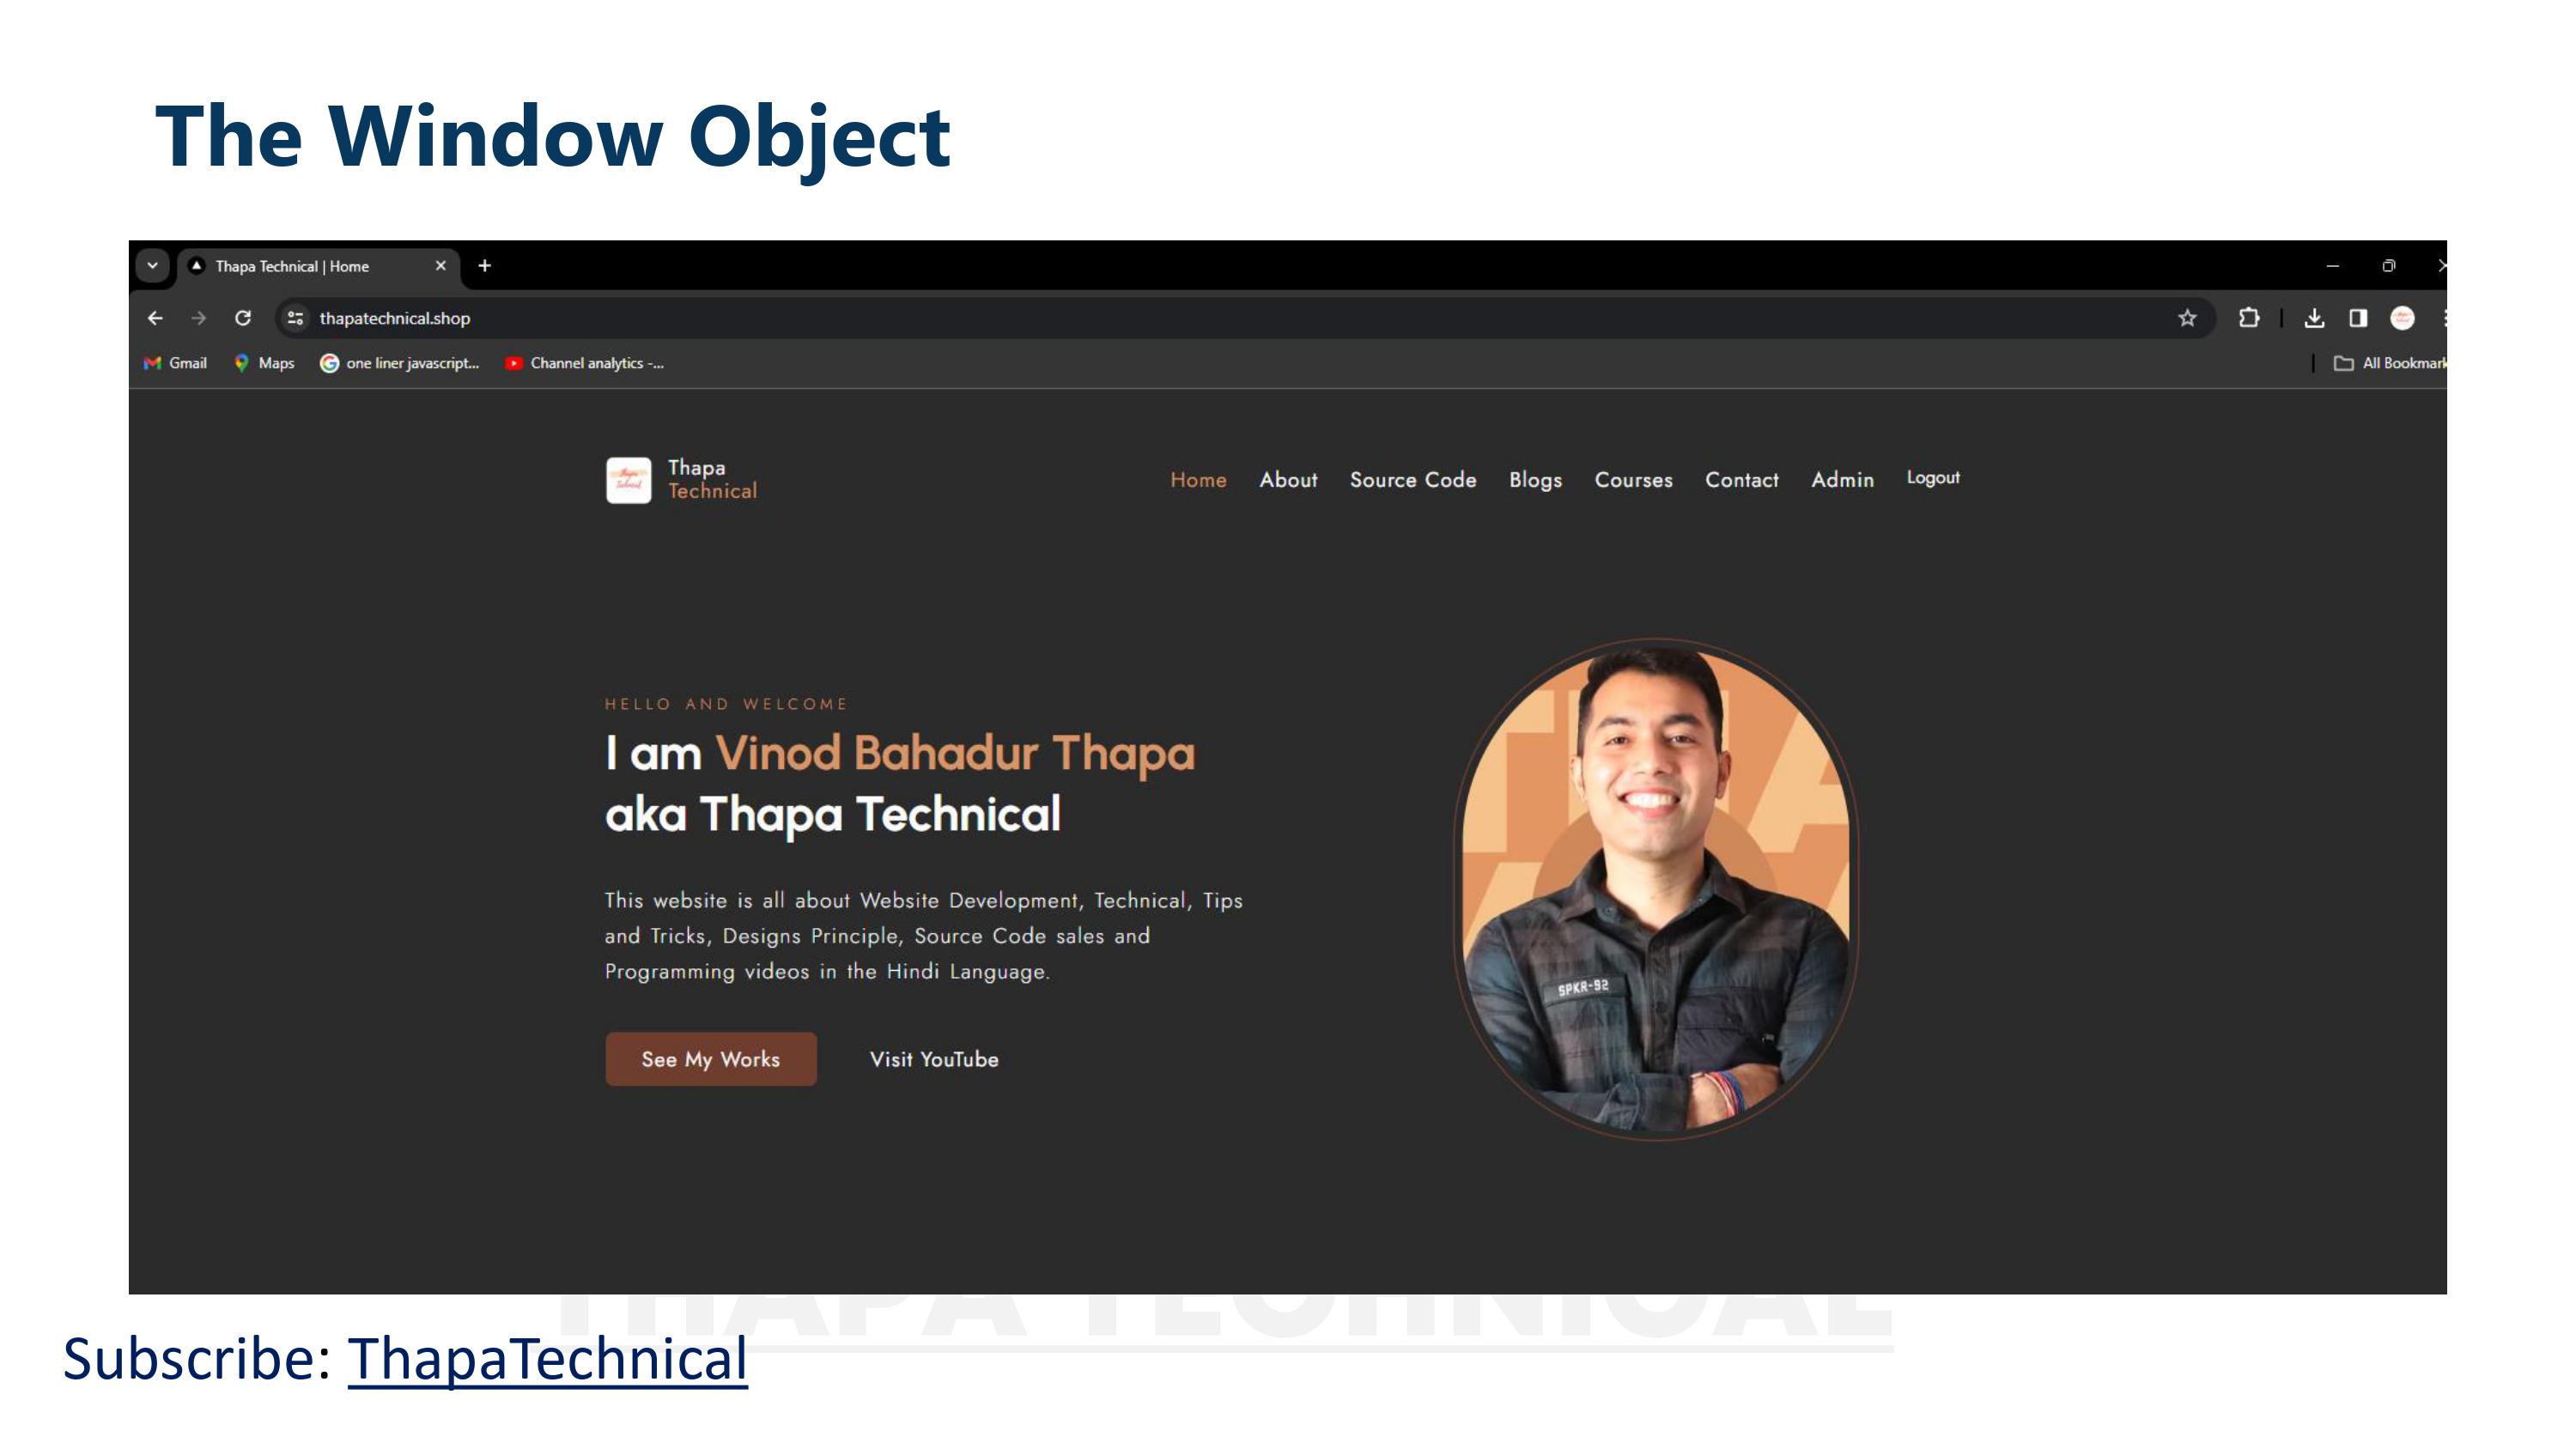 The Window Object
Thapa Technical | Home
thapatechnical.shop
Gmail Maps one liner javascript... Channel analytics -... All Bookmark
Thapa
Technical
Home About Source Code Blogs Courses Contact Admin Logout
HELLO AND WELCOME
I am Vinod Bahadur Thapa
aka Thapa Technical
This website is all about Website Development, Technical, Tips
and Tricks, Designs Principle, Source Code sales and
Programming videos in the Hindi Language.
SPKR-92
See My Works Visit YouTube
THAPA TECHNICAL
Subscribe: ThapaTechnical